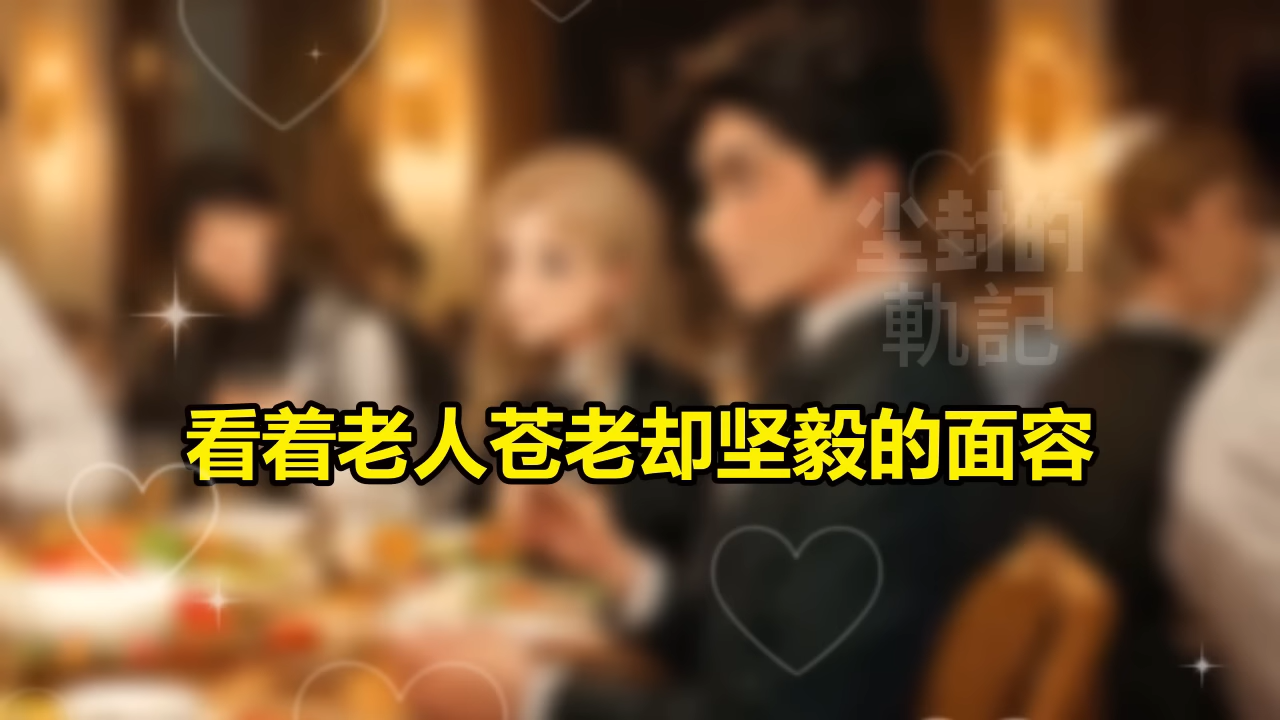 尘封的
軌記
看着老人苍老却坚毅的面容